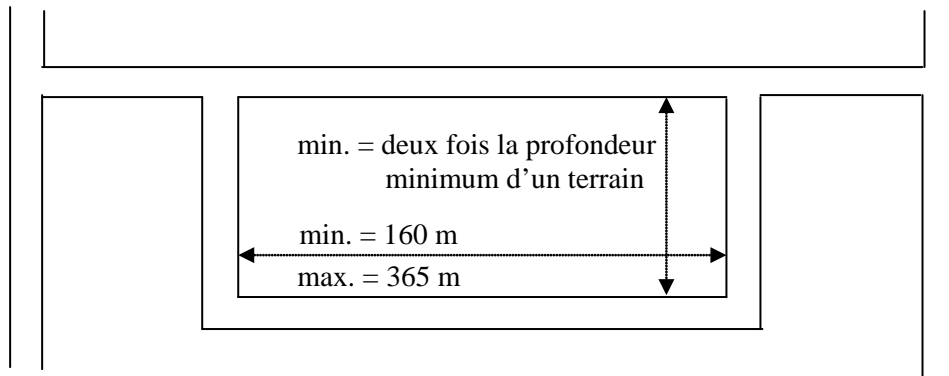 min. = deux fois la profondeur
minimum d'un terrain
min. = 160 m
max. = 365 m